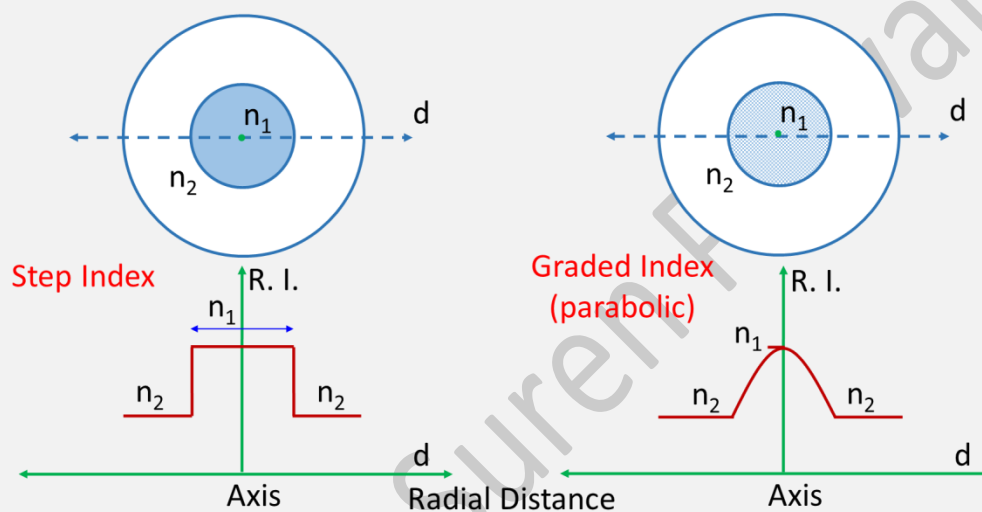 n1
d
n2
n1
d
n2
Step Index
R. I.
n1
n2
n2
d
Axis
Graded Index
(parabolic)
R. I.
n1
n2
n2
d
Axis
Radial Distance
Suren